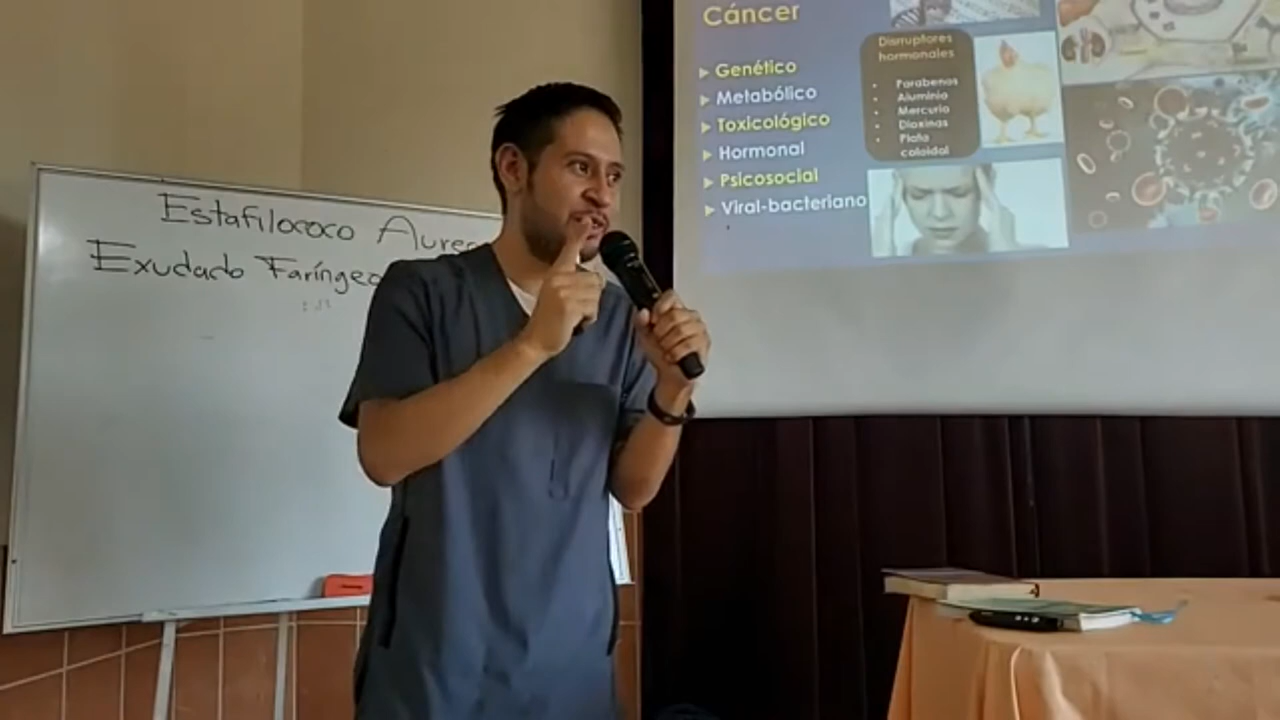 Estafilococo
Exudado Faríngeo
Cáncer
Genético
Metabólico
Toxicológico
Hormonal
Psicosocial
Viral-bacteriano
Disruptores
hormonales
Parabenos
Aluminio
Mercurio
Dioxinas
Plata
coloidal